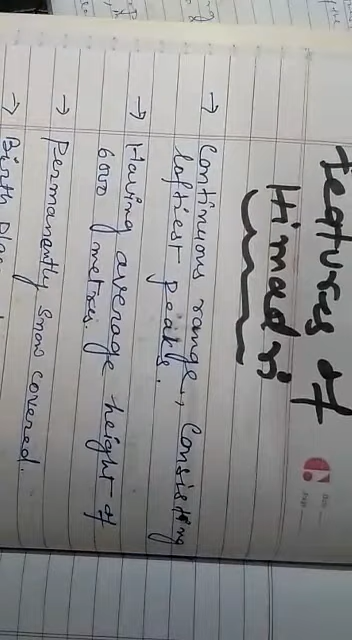 features of
Himadri
→ Continuous range, Consisting
loftiest peaks.
→ Having average height of
6000 metres.
→ Permanently Snow covered.
→ Birth